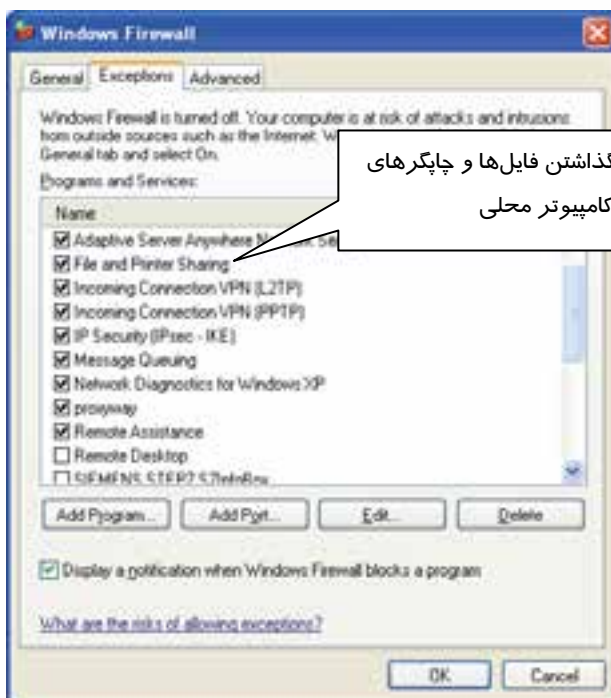 Windows Firewall
General Exceptions Advanced
Windows Firewall is turned off. Your computer is at risk of attacks and intrusions
from outside sources such as the Internet. W
General tab and select On.
Programs and Services:
Name
گذاشتن فایل‌ها و چاپگرهای
کامپیوتر محلی
Adaptive Server Anywhere N Se
File and Printer Sharing
Incoming Connection VPN (L2TP)
Incoming Connection VPN (PPTP)
IP Security (IPsec - IKE)
Message Queuing
Network Diagnostics for Windows XP
proxyway
Remote Assistance
Remote Desktop
SIEMENS STEP7
Add Program... Add Port... Edit... Delete
Display a notification when Windows Firewall blocks a program
What are the risks of allowing exceptions?
OK Cancel